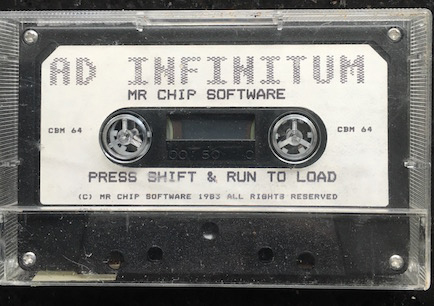 AD INFINITUM
MR CHIP SOFTWARE
CBM 64 CBM 64
PRESS SHIFT & RUN TO LOAD
(C) MR CHIP SOFTWARE 1983 ALL RIGHTS RESERVED